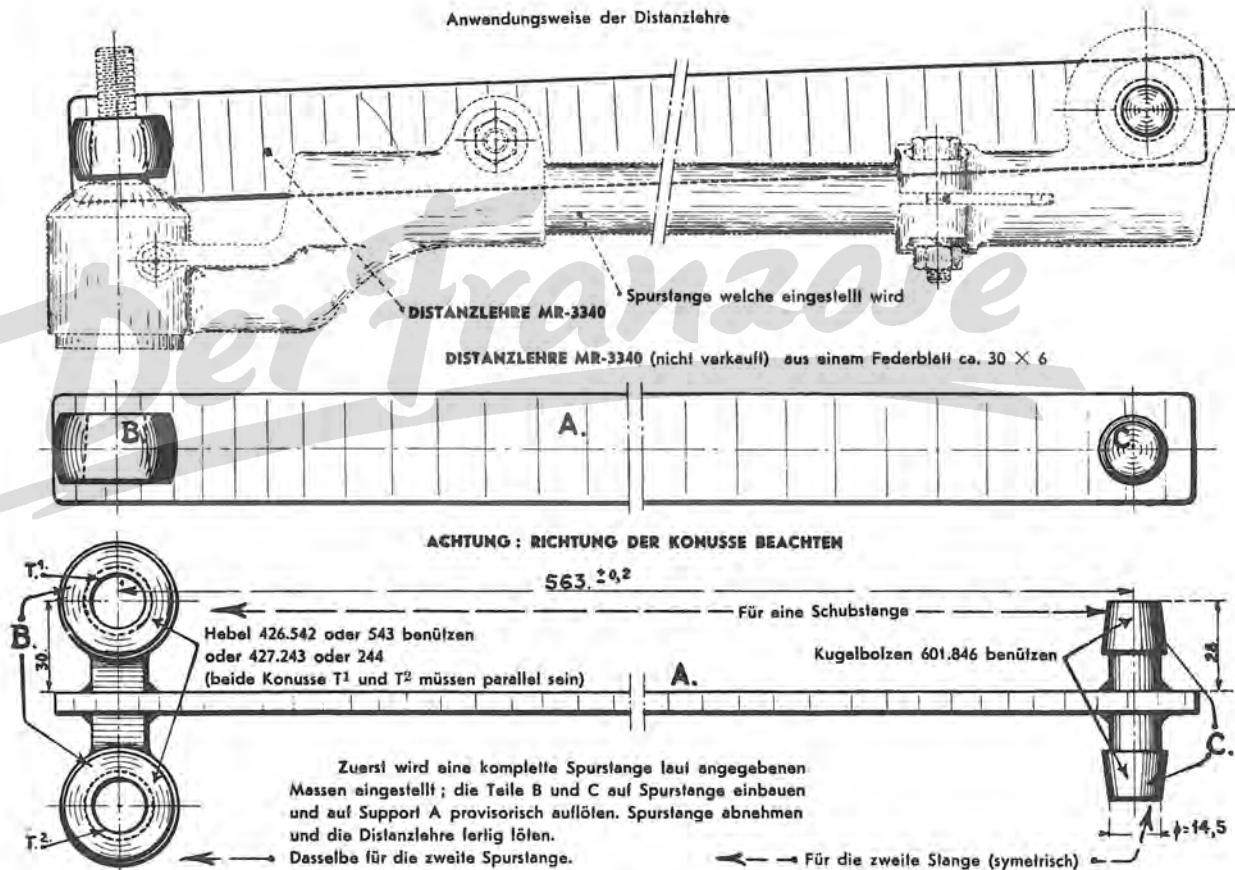 Anwendungsweise der Distanzlehre
Spurstange welche eingestellt wird
DISTANZLEHRE MR-3340
Der Franzose
DISTANZLEHRE MR-3340 (nicht verkauft) aus einem Federblatt ca. 30 × 6
B.
A.
C.
ACHTUNG : RICHTUNG DER KONUSSE BEACHTEN
T.1.
563. ±0,2
Für eine Schubstange
B
30.
Hebel 426.542 oder 543 benützen
oder 427.243 oder 244
(beide Konusse T1 und T2 müssen parallel sein)
Kugelbolzen 601.846 benützen
28
A.
C.
Zuerst wird eine komplette Spurstange laut angegebenen
Massen eingestellt ; die Teile B und C auf Spurstange einbauen
und auf Support A provisorisch auflöten. Spurstange abnehmen
und die Distanzlehre fertig löten.
T.2.
ϕ=14,5
Dasselbe für die zweite Spurstange.
Für die zweite Stange (symetrisch)